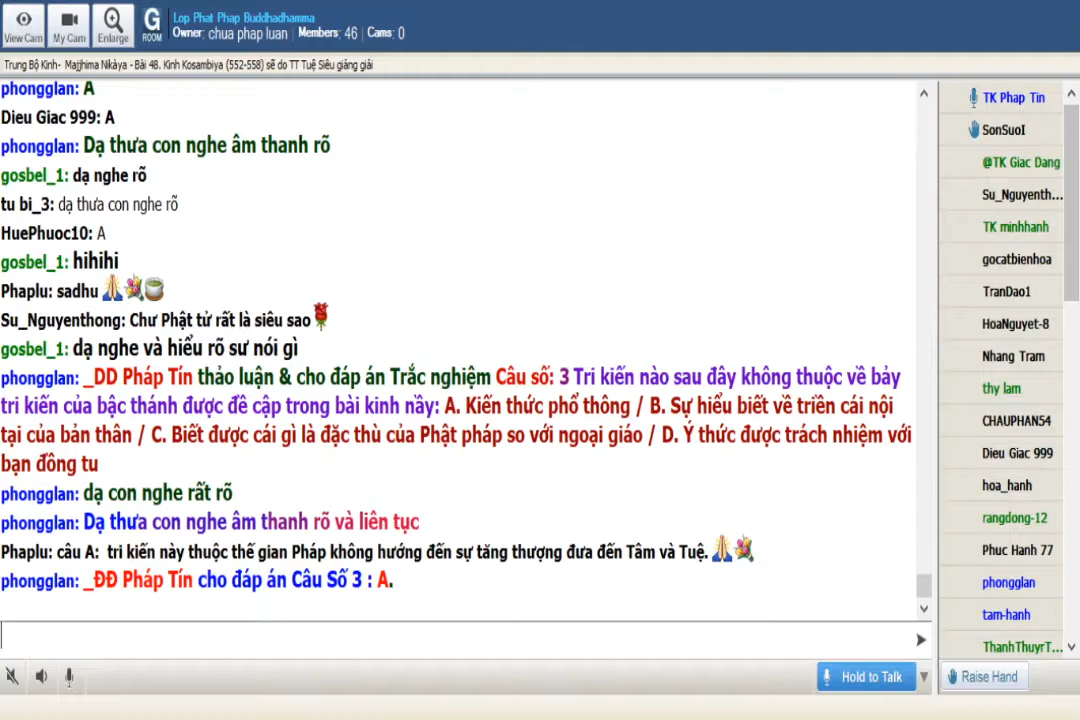 View Cam
My Cam
Enlarge
G
ROOM
Lop Phat Phap Buddhadhamma
Owner: chua phap luan | Members: 46 | Cams: 0
Trung Bộ Kinh- Majjhima Nikàya - Bài 48. Kinh Kosambiya (552-558) sẽ do TT Tuệ Siêu giảng giải
phongglan: A
Dieu Giac 999: A
phongglan: Dạ thưa con nghe âm thanh rõ
gosbel_1: dạ nghe rõ
tu bi_3: dạ thưa con nghe rõ
HuePhuoc10: A
gosbel_1: hihihi
Phaplu: sadhu
Su_Nguyenthong: Chư Phật tử rất là siêu sao
gosbel_1: dạ nghe và hiểu rõ sư nói gì
phongglan: _DD Pháp Tín thảo luận & cho đáp án Trắc nghiệm Câu số: 3 Tri kiến nào sau đây không thuộc về bảy
tri kiến của bậc thánh được đề cập trong bài kinh nầy: A. Kiến thức phổ thông / B. Sự hiểu biết về triền cái nội
tại của bản thân / C. Biết được cái gì là đặc thù của Phật pháp so với ngoại giáo / D. Ý thức được trách nhiệm với
bạn đồng tu
phongglan: dạ con nghe rất rõ
phongglan: Dạ thưa con nghe âm thanh rõ và liên tục
Phaplu: câu A: tri kiến này thuộc thế gian Pháp không hướng đến sự tăng thượng đưa đến Tâm và Tuệ.
phongglan: _ĐĐ Pháp Tín cho đáp án Câu Số 3 : A.
Hold to Talk
TK Phap Tin
SonSuoI
@TK Giac Dang
Su_Nguyenth...
TK minhhanh
gocatbienhoa
TranDao1
HoaNguyet-8
Nhang Tram
thy lam
CHAUPHAN54
Dieu Giac 999
hoa_hanh
rangdong-12
Phuc Hanh 77
phongglan
tam-hanh
ThanhThuyrT...
Raise Hand